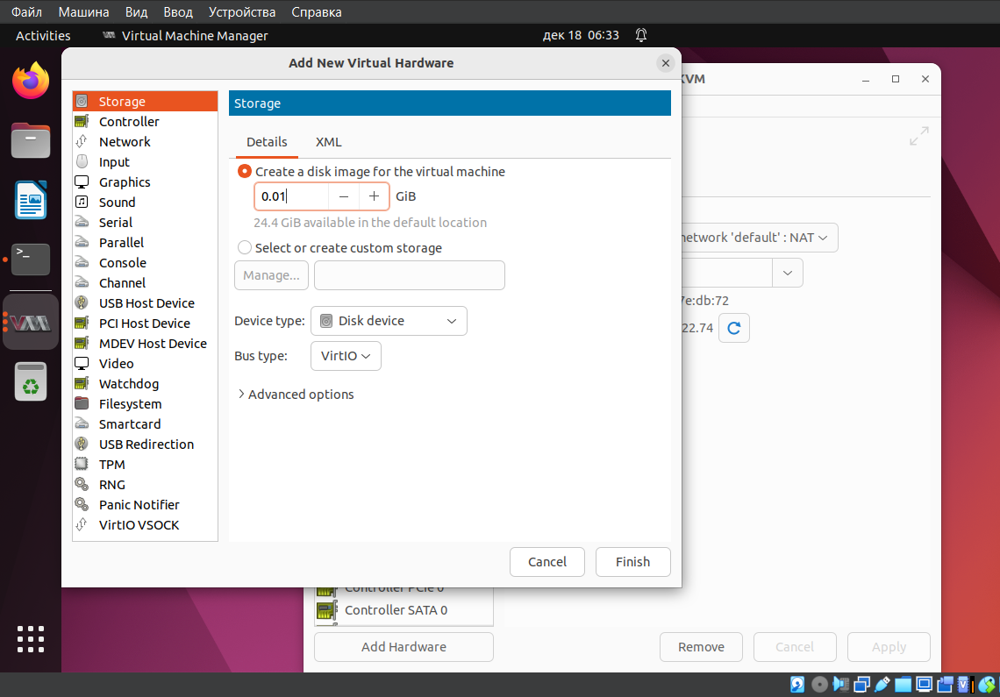 Файл Машина Вид Ввод Устройства Справка
Activities Virtual Machine Manager дек 18 06:33
Add New Virtual Hardware
KVM
Storage
Controller
Network
Input
Graphics
Sound
Serial
Parallel
Console
Channel
USB Host Device
PCI Host Device
MDEV Host Device
Video
Watchdog
Filesystem
Smartcard
USB Redirection
TPM
RNG
Panic Notifier
VirtIO VSOCK
Storage
Details XML
Create a disk image for the virtual machine
0.01 − + GiB
24.4 GiB available in the default location
Select or create custom storage
Manage...
Device type: Disk device
Bus type: VirtIO
Advanced options
Cancel Finish
network 'default' : NAT
7e:db:72
22.74
Controller PCIe 0
Controller SATA 0
Add Hardware Remove Cancel Apply